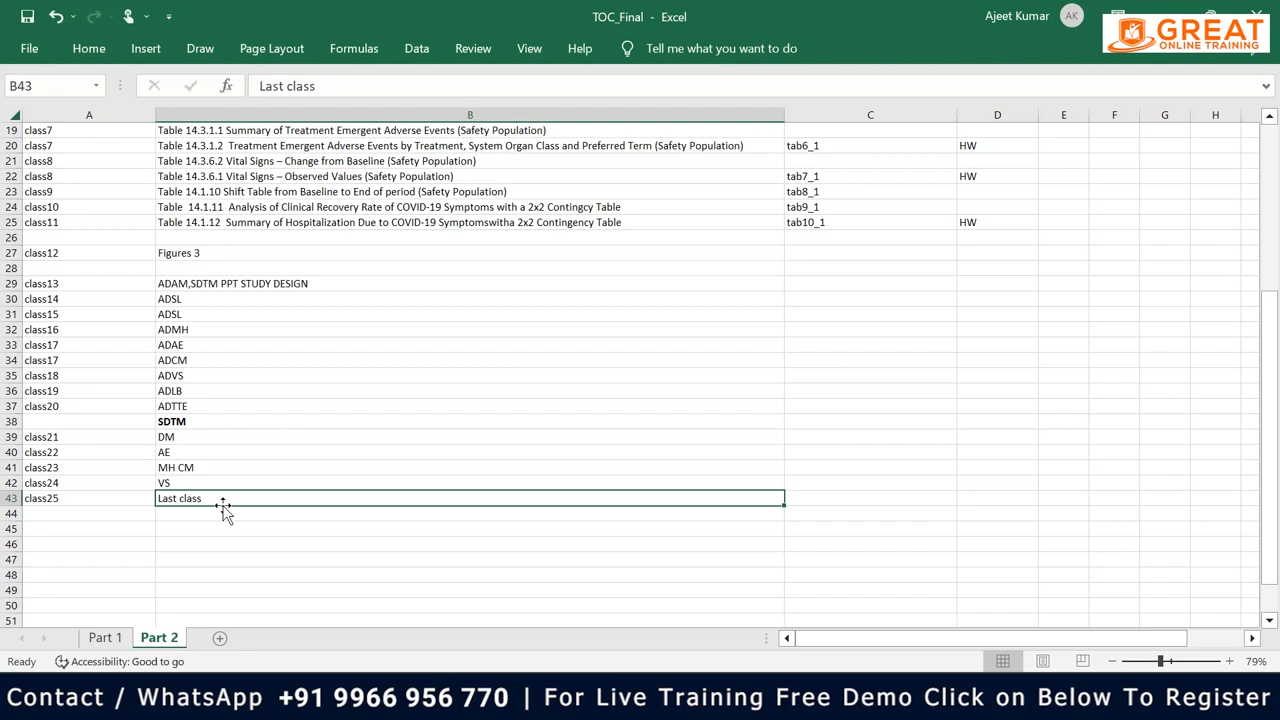 TOC_Final - Excel
Ajeet Kumar
AK
GREAT
ONLINE TRAINING
File Home Insert Draw Page Layout Formulas Data Review View Help Tell me what you want to do
B43 fx Last class
A B C D E F G H
19 class7 Table 14.3.1.1 Summary of Treatment Emergent Adverse Events (Safety Population)
20 class7 Table 14.3.1.2 Treatment Emergent Adverse Events by Treatment, System Organ Class and Preferred Term (Safety Population) tab6_1 HW
21 class8 Table 14.3.6.2 Vital Signs – Change from Baseline (Safety Population)
22 class8 Table 14.3.6.1 Vital Signs – Observed Values (Safety Population) tab7_1 HW
23 class9 Table 14.1.10 Shift Table from Baseline to End of period (Safety Population) tab8_1
24 class10 Table 14.1.11 Analysis of Clinical Recovery Rate of COVID-19 Symptoms with a 2x2 Contingcy Table tab9_1
25 class11 Table 14.1.12 Summary of Hospitalization Due to COVID-19 Symptomswitha 2x2 Contingency Table tab10_1 HW
26
27 class12 Figures 3
28
29 class13 ADAM,SDTM PPT STUDY DESIGN
30 class14 ADSL
31 class15 ADSL
32 class16 ADMH
33 class17 ADAE
34 class17 ADCM
35 class18 ADVS
36 class19 ADLB
37 class20 ADTTE
38 SDTM
39 class21 DM
40 class22 AE
41 class23 MH CM
42 class24 VS
43 class25 Last class
44
45
46
47
48
49
50
51
Part 1 Part 2
Ready Accessibility: Good to go 79%
Contact / WhatsApp +91 9966 956 770 | For Live Training Free Demo Click on Below To Register